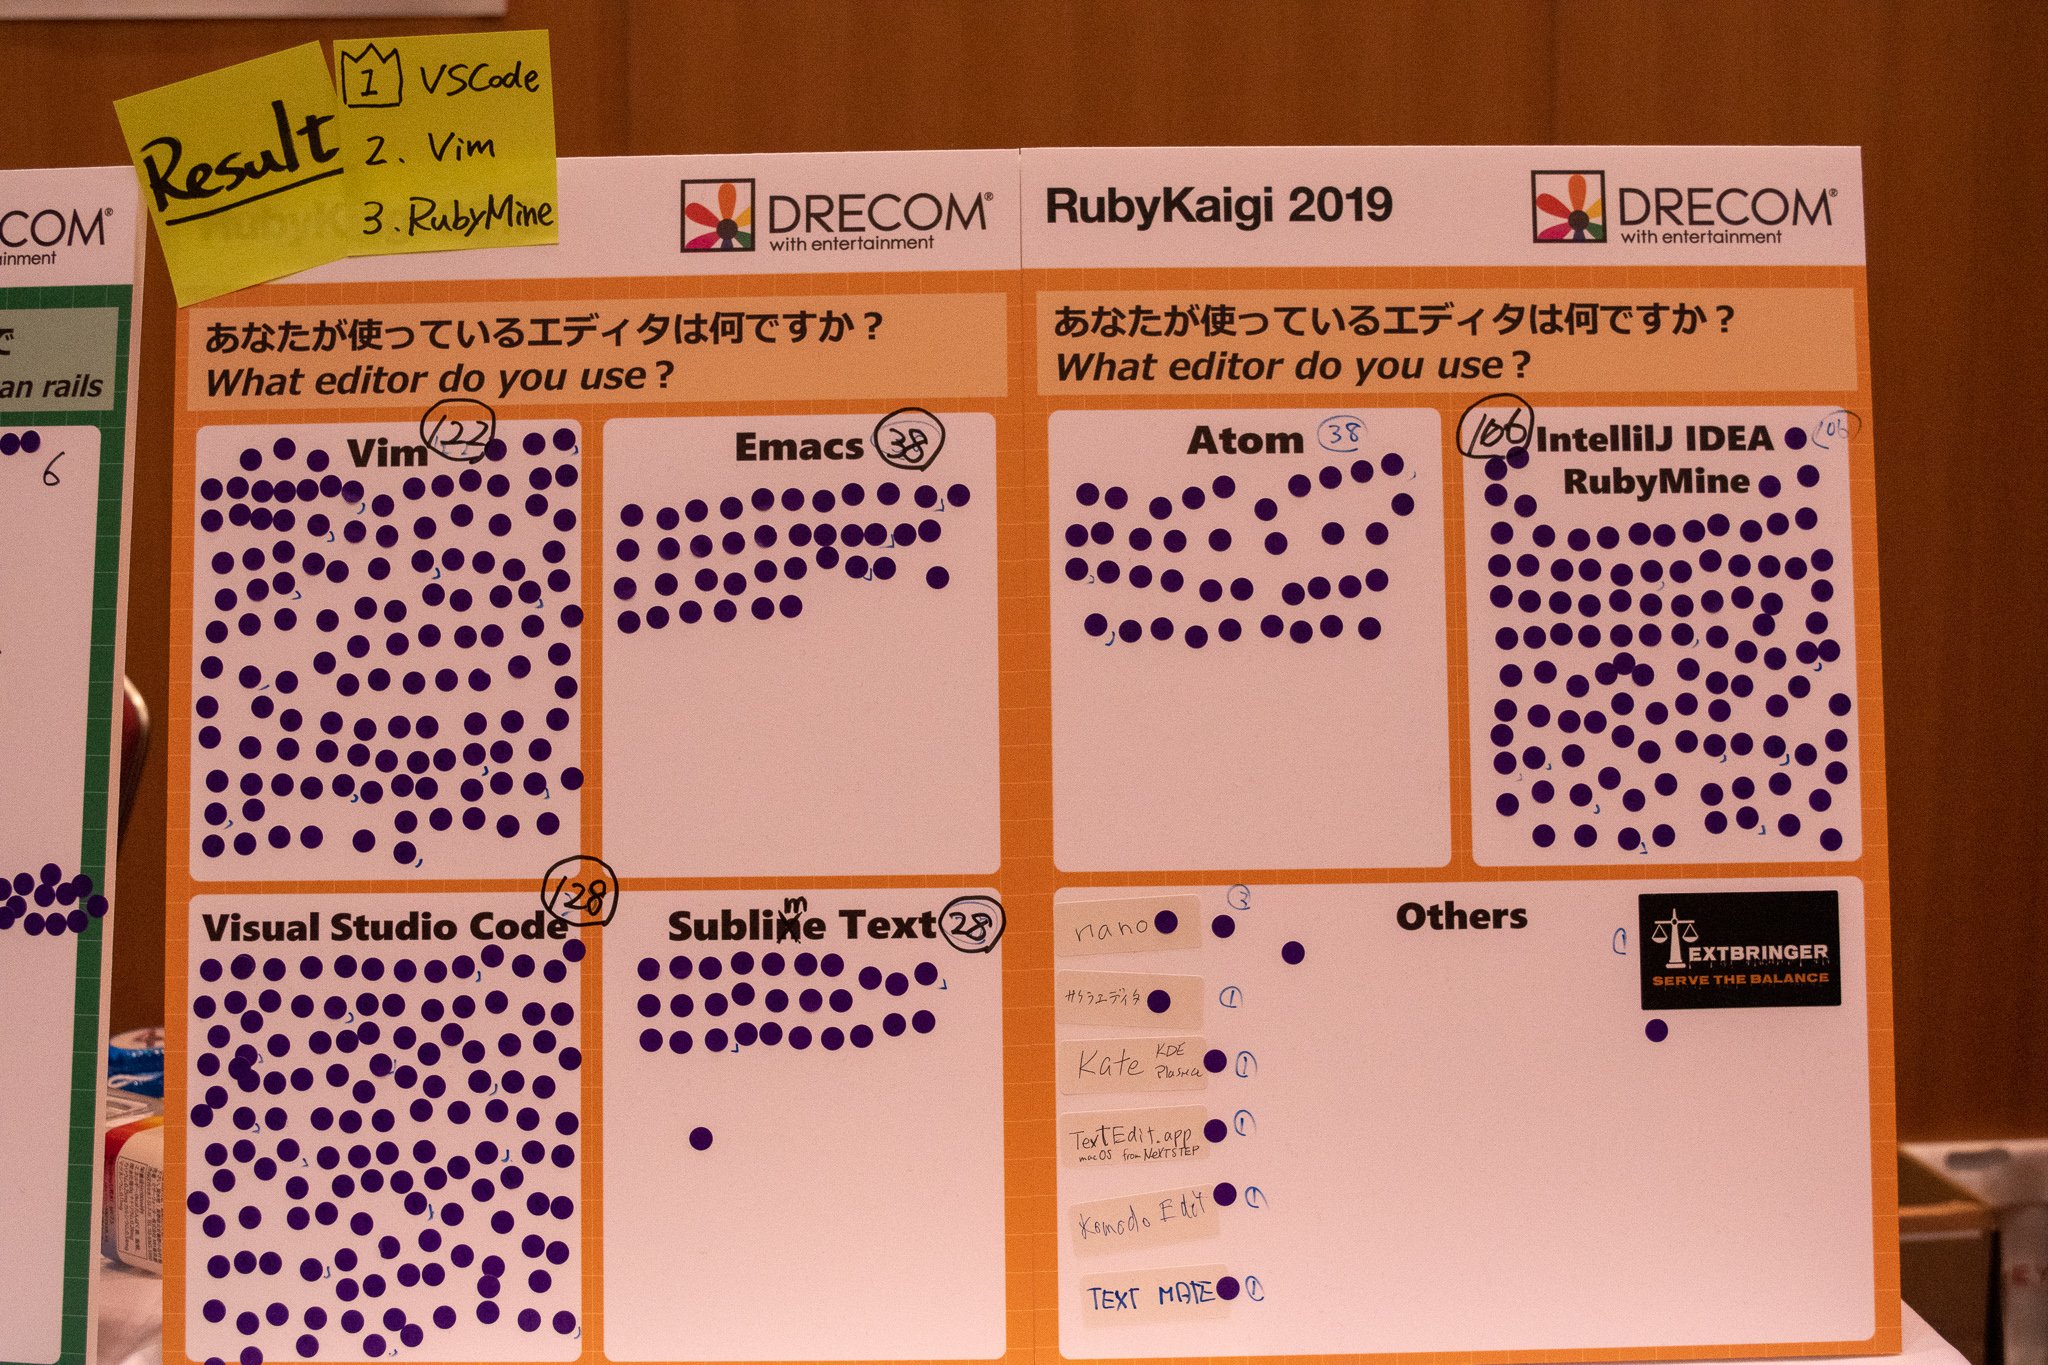 Result
1 VSCode
2. Vim
3. RubyMine
COM®
ainment
で
an rails
6
DRECOM®
with entertainment
あなたが使っているエディタは何ですか？
What editor do you use？
Vim 122
Emacs 38
Visual Studio Code 128
Sublime Text 28
m
RubyKaigi 2019
DRECOM®
with entertainment
あなたが使っているエディタは何ですか？
What editor do you use？
Atom 38
106 IntellilJ IDEA 106
RubyMine
Others
nano 3
サクラエディタ 1
Kate KDE 1
Plasma
TextEdit.app 1
macOS from NeXTSTEP
Komodo Edit 1
TEXT MATE 1
1
TEXTBRINGER
SERVE THE BALANCE